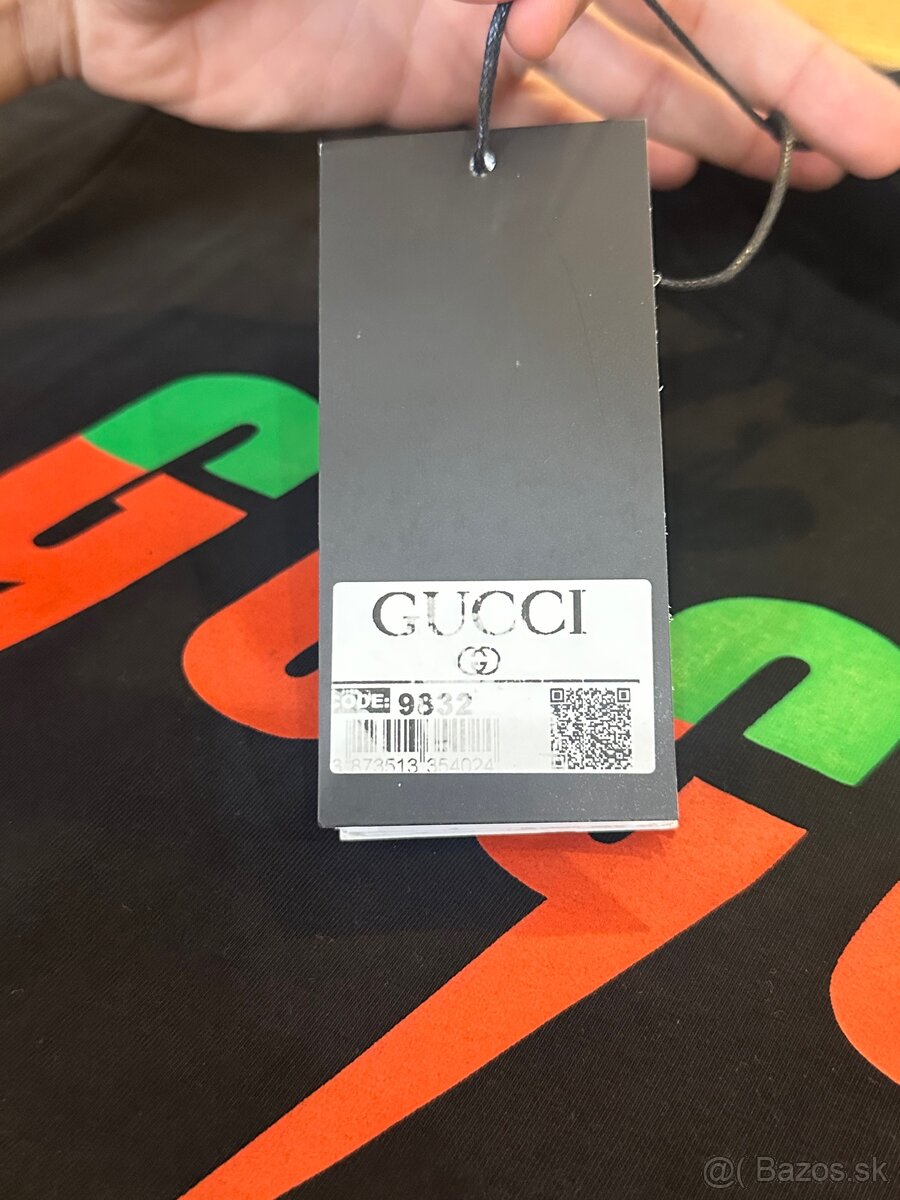 GUCCI
CODE: 9832
3 873513 354024
@( Bazos.sk